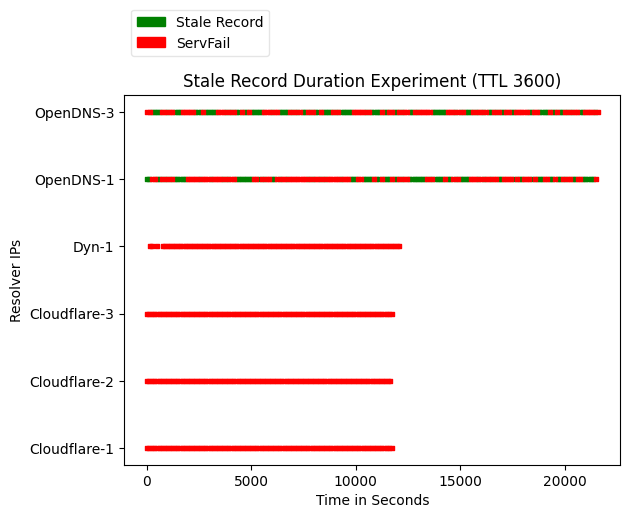 Stale Record
ServFail
Stale Record Duration Experiment (TTL 3600)
OpenDNS-3
OpenDNS-1
Dyn-1
Cloudflare-3
Cloudflare-2
Cloudflare-1
Resolver IPs
0 5000 10000 15000 20000
Time in Seconds